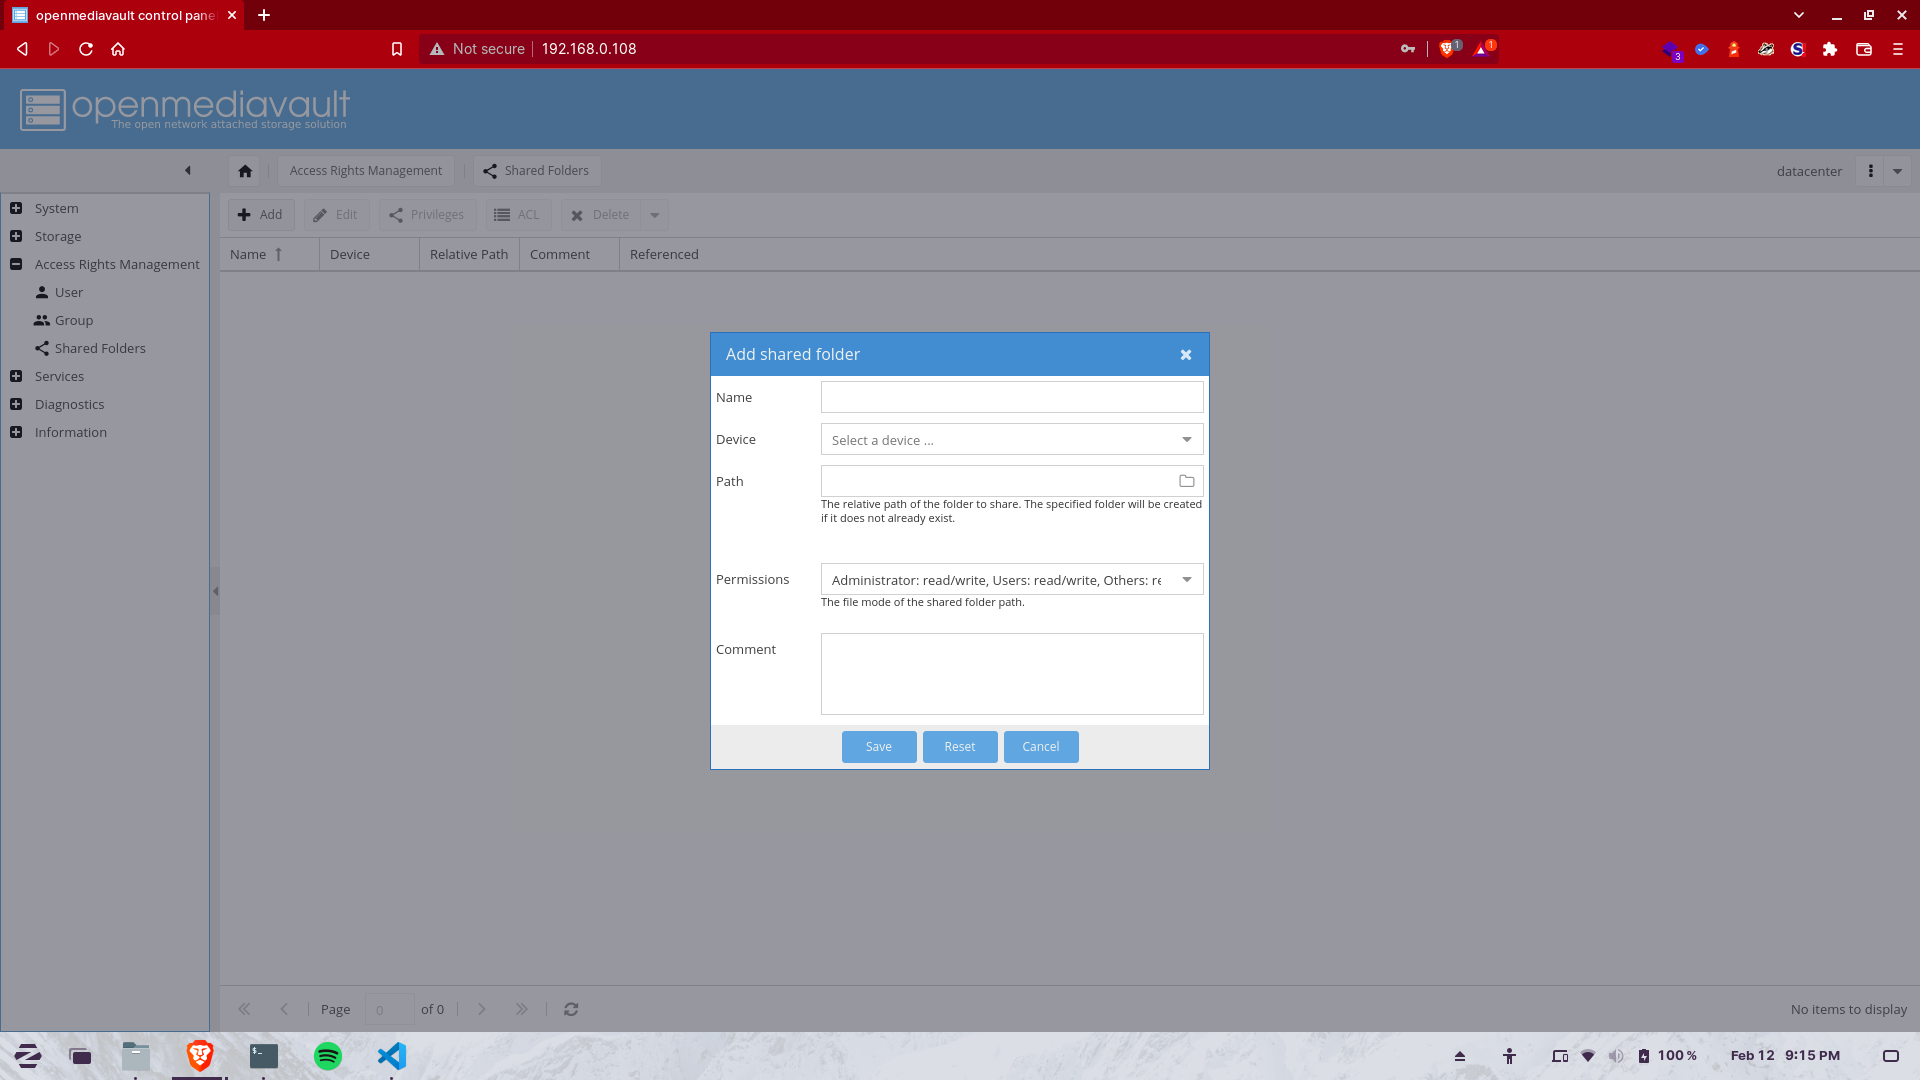 openmediavault control pane
Not secure 192.168.0.108
1
1
3
openmediavault
The open network attached storage solution
Access Rights Management
Shared Folders
datacenter
System
Storage
Access Rights Management
User
Group
Shared Folders
Services
Diagnostics
Information
Add Edit Privileges ACL Delete
Name Device Relative Path Comment Referenced
Add shared folder
Name
Device Select a device ...
Path
The relative path of the folder to share. The specified folder will be created
if it does not already exist.
Permissions Administrator: read/write, Users: read/write, Others: re
The file mode of the shared folder path.
Comment
Save Reset Cancel
Page 0 of 0
No items to display
$-
100 %
Feb 12 9:15 PM